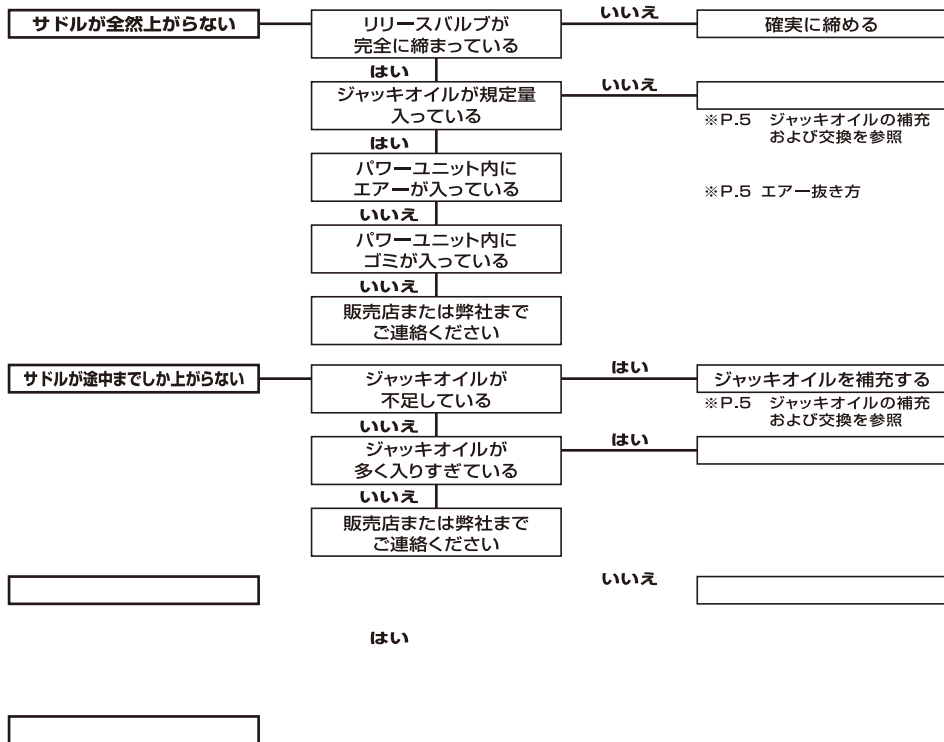 サドルが全然上がらない
リリースバルブが
完全に締まっている
いいえ
確実に締める
はい
ジャッキオイルが規定量
入っている
いいえ
※P.5 ジャッキオイルの補充
および交換を参照
はい
パワーユニット内に
エアーが入っている
※P.5 エアー抜き方
いいえ
パワーユニット内に
ゴミが入っている
いいえ
販売店または弊社まで
ご連絡ください
サドルが途中までしか上がらない
ジャッキオイルが
不足している
はい
ジャッキオイルを補充する
※P.5 ジャッキオイルの補充
および交換を参照
いいえ
ジャッキオイルが
多く入りすぎている
はい
いいえ
販売店または弊社まで
ご連絡ください
いいえ
はい